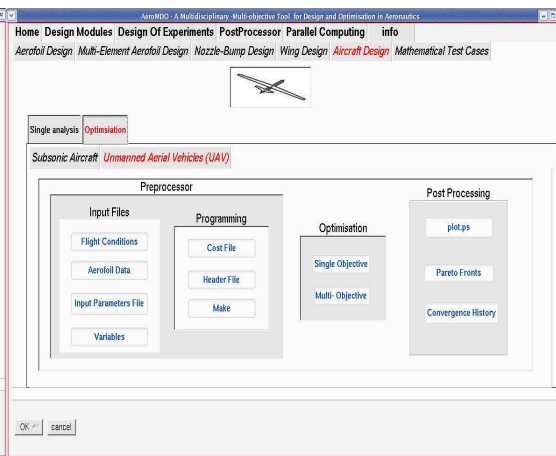 AeroMDO - A Multidisciplinary -Multi-objective Tool for Design and Optimisation in Aeronautics
Home Design Modules Design Of Experiments PostProcessor Parallel Computing info
Aerofoil Design Multi-Element Aerofoil Design Nozzle-Bump Design Wing Design Aircraft Design Mathematical Test Cases
Single analysis Optimsiation
Subsonic Aircraft Unmanned Aerial Vehicles (UAV)
Preprocessor
Post Processing
Input Files
Programming
Optimisation
Flight Conditions
Aerofoil Data
Input Parameters File
Variables
Cost File
Header File
Make
Single Objective
Multi- Objective
plot.ps
Pareto Fronts
Convergence History
OK cancel